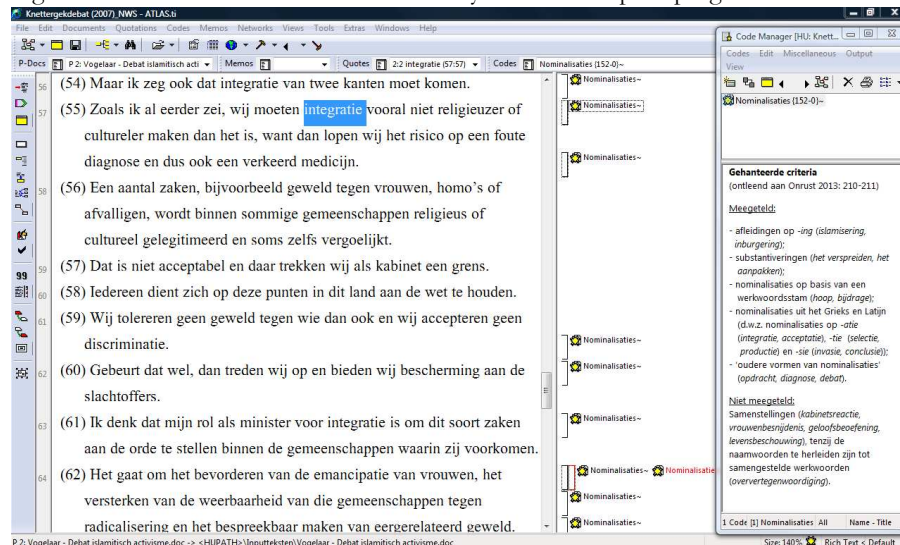 Knettergekdebat (2007)_NWS - ATLAS.ti
File Edit Documents Quotations Codes Memos Networks Views Tools Extras Windows Help
P-Docs P 2: Vogelaar - Debat islamitisch acti Memos Quotes 2:2 integratie (57:57)~ Codes Nominalisaties (152-0)~
56 (54) Maar ik zeg ook dat integratie van twee kanten moet komen.
57 (55) Zoals ik al eerder zei, wij moeten integratie vooral niet religieuzer of
cultureler maken dan het is, want dan lopen wij het risico op een foute
diagnose en dus ook een verkeerd medicijn.
58 (56) Een aantal zaken, bijvoorbeeld geweld tegen vrouwen, homo's of
afvalligen, wordt binnen sommige gemeenschappen religieus of
cultureel gelegitimeerd en soms zelfs vergoelijkt.
59 (57) Dat is niet acceptabel en daar trekken wij als kabinet een grens.
60 (58) Iedereen dient zich op deze punten in dit land aan de wet te houden.
61 (59) Wij tolereren geen geweld tegen wie dan ook en wij accepteren geen
discriminatie.
62 (60) Gebeurt dat wel, dan treden wij op en bieden wij bescherming aan de
slachtoffers.
63 (61) Ik denk dat mijn rol als minister voor integratie is om dit soort zaken
aan de orde te stellen binnen de gemeenschappen waarin zij voorkomen.
64 (62) Het gaat om het bevorderen van de emancipatie van vrouwen, het
versterken van de weerbaarheid van die gemeenschappen tegen
radicalisering en het bespreekbaar maken van eergerelateerd geweld.
Nominalisaties~
Nominalisaties~
Nominalisaties~
Nominalisaties~
Nominalisaties~
Nominalisaties~
Nominalisaties~ Nominalisatie
Nominalisaties~
Nominalisaties~
Code Manager [HU: Knett...
Codes Edit Miscellaneous Output
View
Nominalisaties {152-0}~
Gehanteerde criteria
(ontleend aan Onrust 2013: 210-211)
Meegeteld:
- afleidingen op -ing (islamisering,
inburgering);
- substantiveringen (het verspreiden, het
aanpakken);
- nominalisaties op basis van een
werkwoordsstam (hoop, bijdrage);
- nominalisaties uit het Grieks en Latijn
(d.w.z. nominalisaties op -atie
(integratie, acceptatie), -tie (selectie,
productie) en -sie (invasie, conclusie));
- 'oudere vormen van nominalisaties'
(opdracht, diagnose, debat).
Niet meegeteld:
Samenstellingen (kabinetsreactie,
vrouwenbesnijdenis, geloofsbeoefening,
levensbeschouwing), tenzij de
naamwoorden te herleiden zijn tot
samengestelde werkwoorden
(oververtegenwoordiging).
1 Code [1] Nominalisaties All Name - Title
P 2: Vogelaar - Debat islamitisch activisme.doc -> <HUPATH>\Inputteksten\Vogelaar - Debat islamitisch activisme.doc
Size: 140% Rich Text < Default